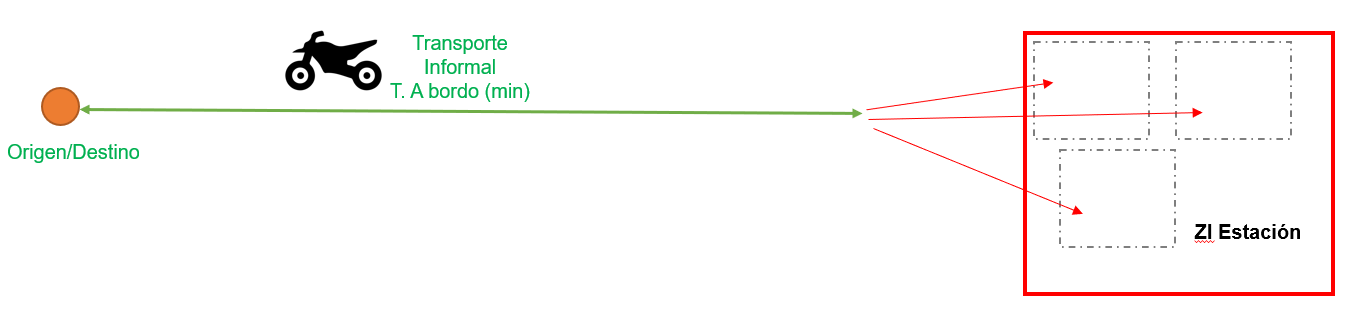 Transporte
Informal
T. A bordo (min)
Origen/Destino
ZI Estación